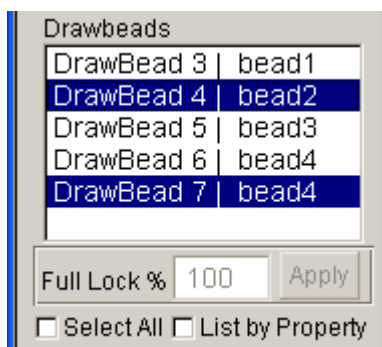 Drawbeads
DrawBead 3 | bead1
DrawBead 4 | bead2
DrawBead 5 | bead3
DrawBead 6 | bead4
DrawBead 7 | bead4
Full Lock % 100 Apply
Select All List by Property